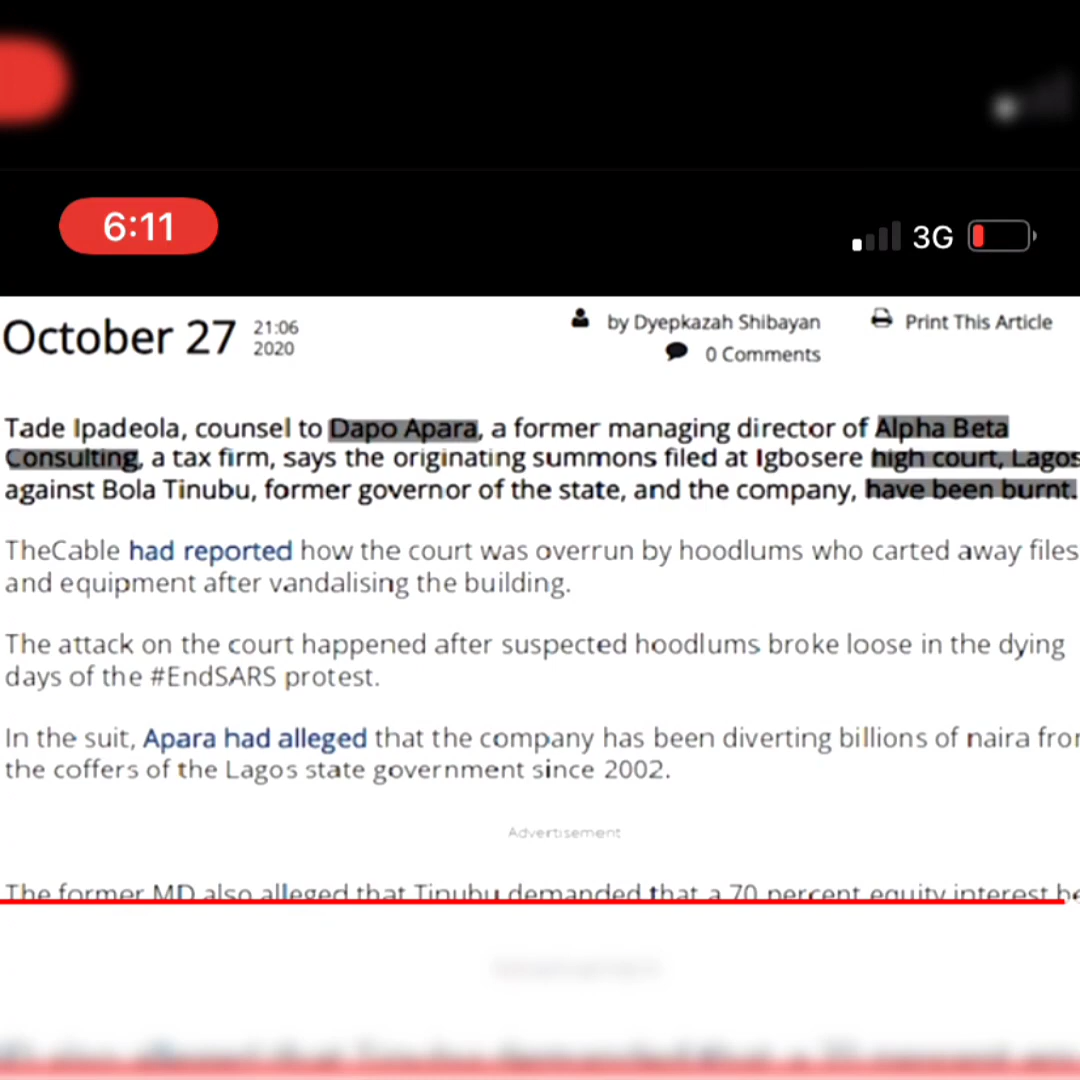 6:11
3G
October 27
21:06
2020
by Dyepkazah Shibayan
Print This Article
0 Comments
Tade Ipadeola, counsel to Dapo Apara, a former managing director of Alpha Beta
Consulting, a tax firm, says the originating summons filed at Igbosere high court, Lagos
against Bola Tinubu, former governor of the state, and the company, have been burnt.
TheCable had reported how the court was overrun by hoodlums who carted away files
and equipment after vandalising the building.
The attack on the court happened after suspected hoodlums broke loose in the dying
days of the #EndSARS protest.
In the suit, Apara had alleged that the company has been diverting billions of naira
the coffers of the Lagos state government since 2002.
Advertisement
The former MD also alleged that Tinubu demanded that a 70 percent equity interest